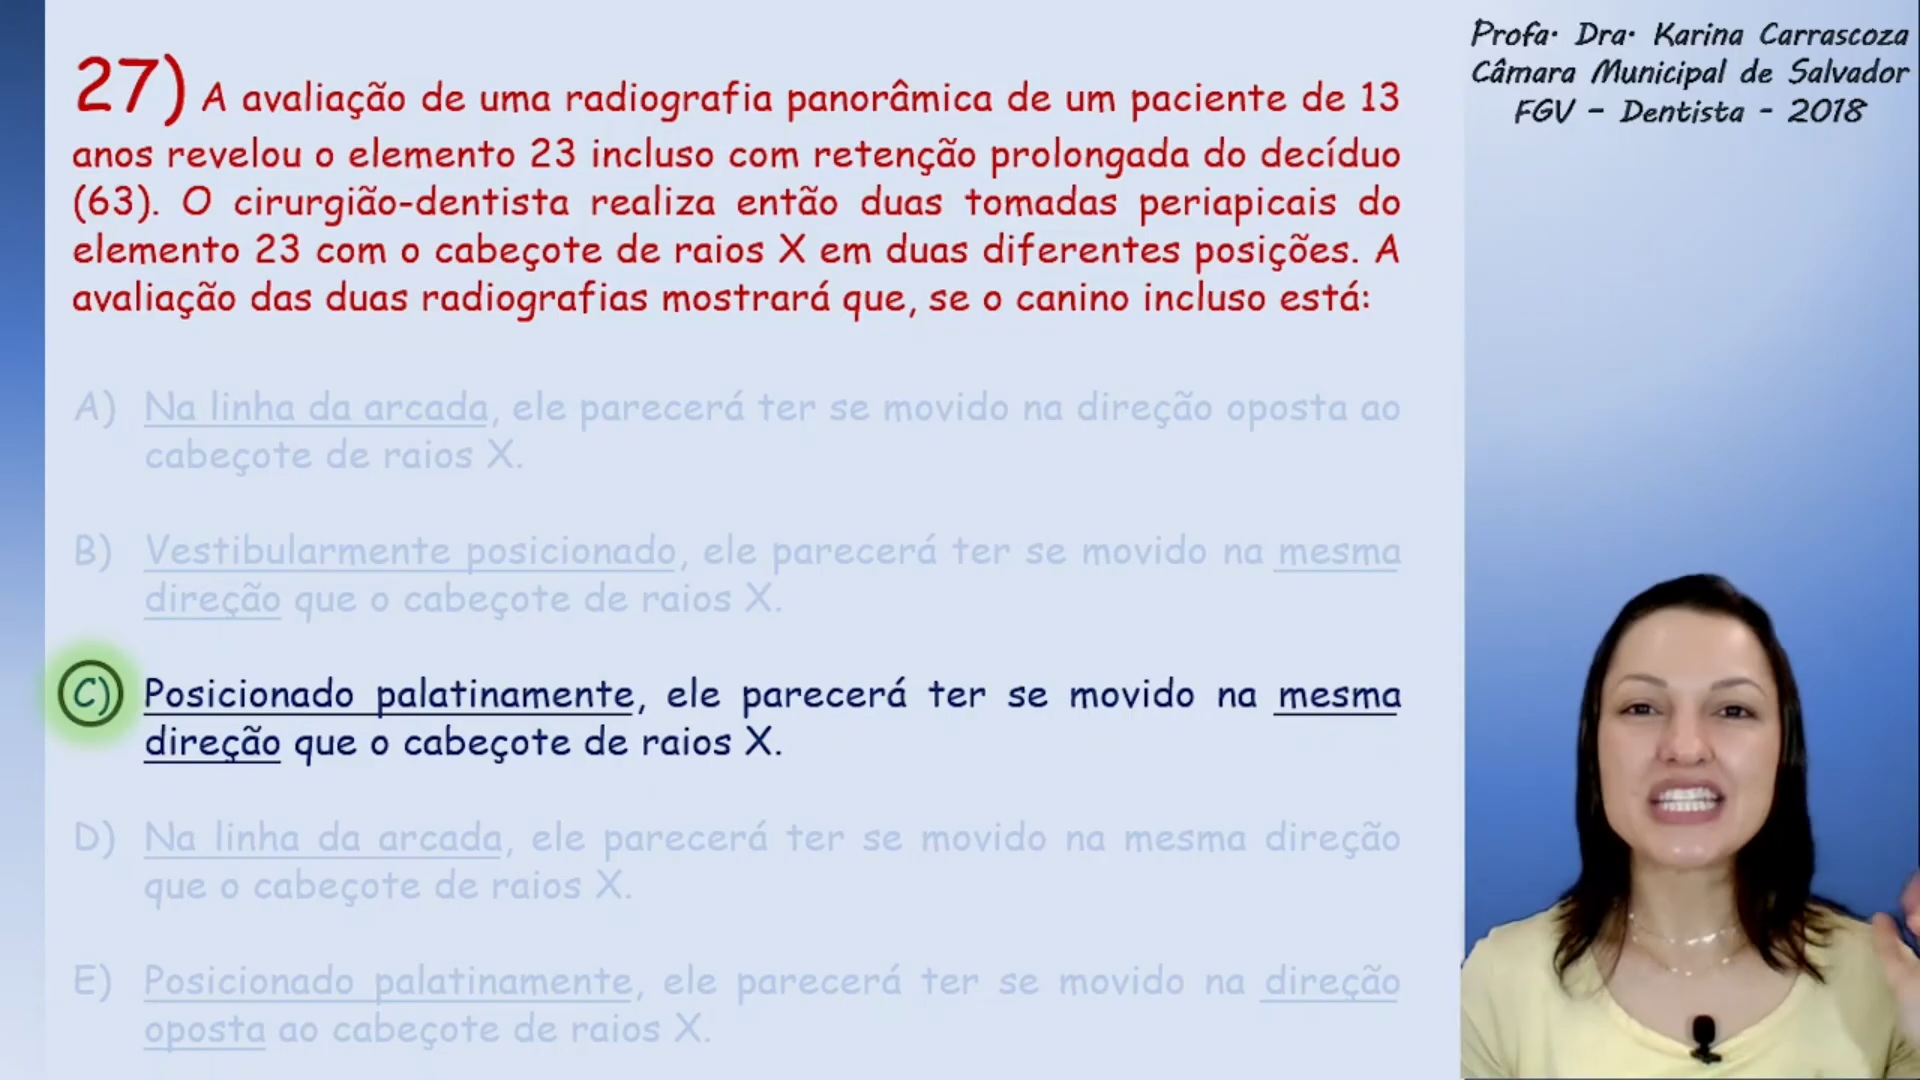 27) A avaliação de uma radiografia panorâmica de um paciente de 13
anos revelou o elemento 23 incluso com retenção prolongada do decíduo
(63). O cirurgião-dentista realiza então duas tomadas periapicais do
elemento 23 com o cabeçote de raios X em duas diferentes posições. A
avaliação das duas radiografias mostrará que, se o canino incluso está:
A) Na linha da arcada, ele parecerá ter se movido na direção oposta ao
cabeçote de raios X.
B) Vestibularmente posicionado, ele parecerá ter se movido na mesma
direção que o cabeçote de raios X.
C) Posicionado palatinamente, ele parecerá ter se movido na mesma
direção que o cabeçote de raios X.
D) Na linha da arcada, ele parecerá ter se movido na mesma direção
que o cabeçote de raios X.
E) Posicionado palatinamente, ele parecerá ter se movido na direção
oposta ao cabeçote de raios X.
Profa. Dra. Karina Carrascoza
Câmara Municipal de Salvador
FGV – Dentista - 2018